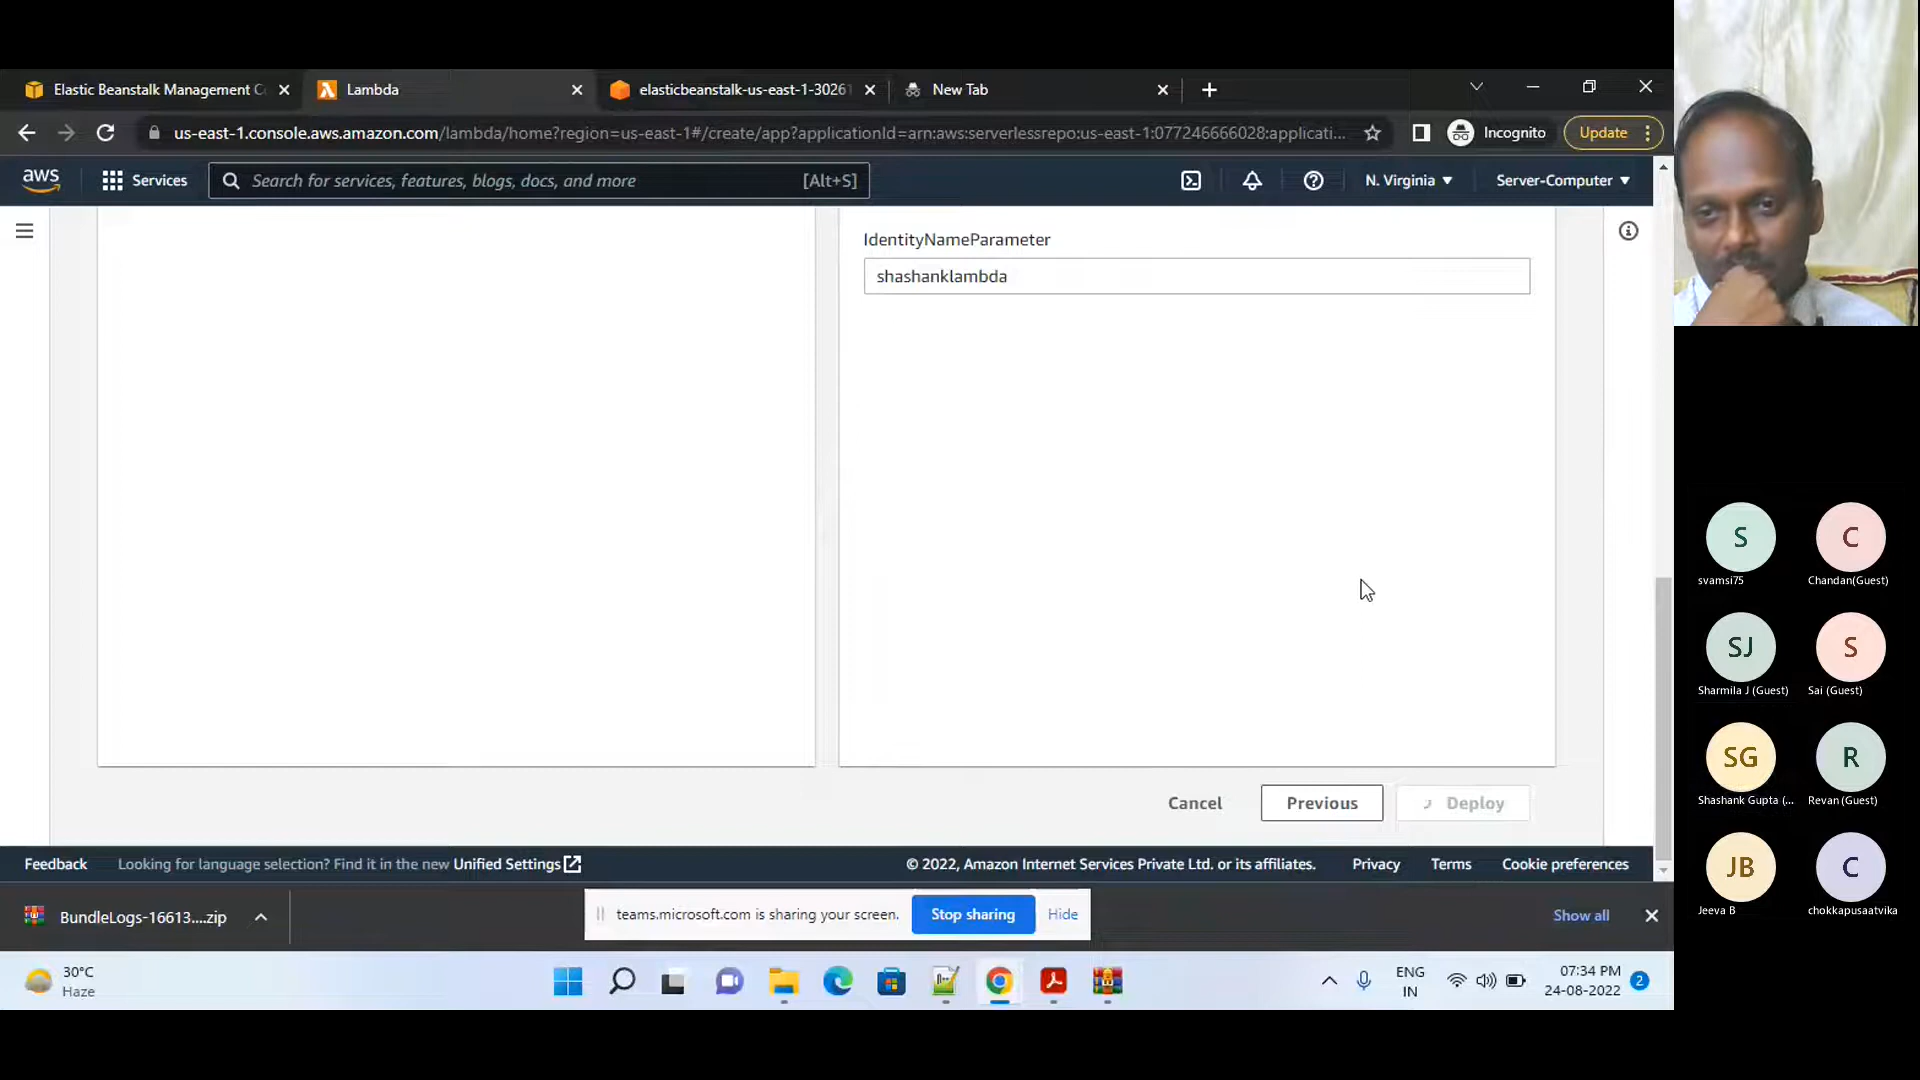 Elastic Beanstalk Management C
Lambda
elasticbeanstalk-us-east-1-30261
New Tab
us-east-1.console.aws.amazon.com/lambda/home?region=us-east-1#/create/app?applicationId=arn:aws:serverlessrepo:us-east-1:077246666028:applicati...
Incognito
Update
aws
Services
Search for services, features, blogs, docs, and more
[Alt+S]
N. Virginia
Server-Computer
IdentityNameParameter
shashanklambda
Cancel
Previous
Deploy
Feedback
Looking for language selection? Find it in the new Unified Settings
© 2022, Amazon Internet Services Private Ltd. or its affiliates.
Privacy
Terms
Cookie preferences
BundleLogs-16613....zip
teams.microsoft.com is sharing your screen.
Stop sharing
Hide
Show all
30°C
Haze
ENG
IN
07:34 PM
24-08-2022
2
S
svamsi75
C
Chandan(Guest)
SJ
Sharmila J (Guest)
S
Sai (Guest)
SG
Shashank Gupta (...
R
Revan (Guest)
JB
Jeeva B
C
chokkapusaatvika